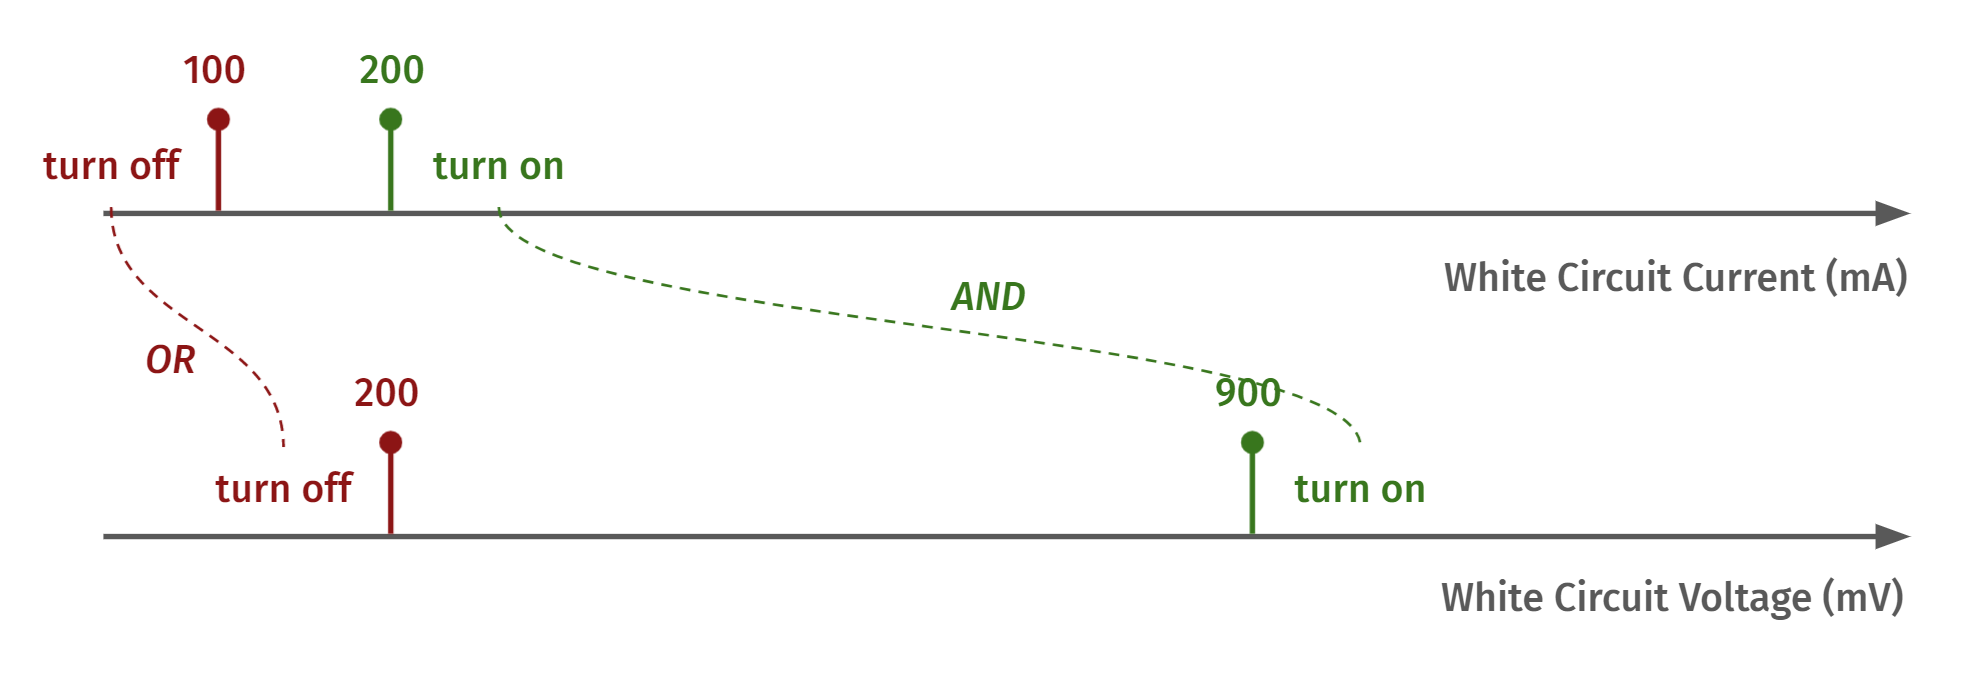 100
200
turn off
turn on
White Circuit Current (mA)
AND
OR
200
900
turn off
turn on
White Circuit Voltage (mV)